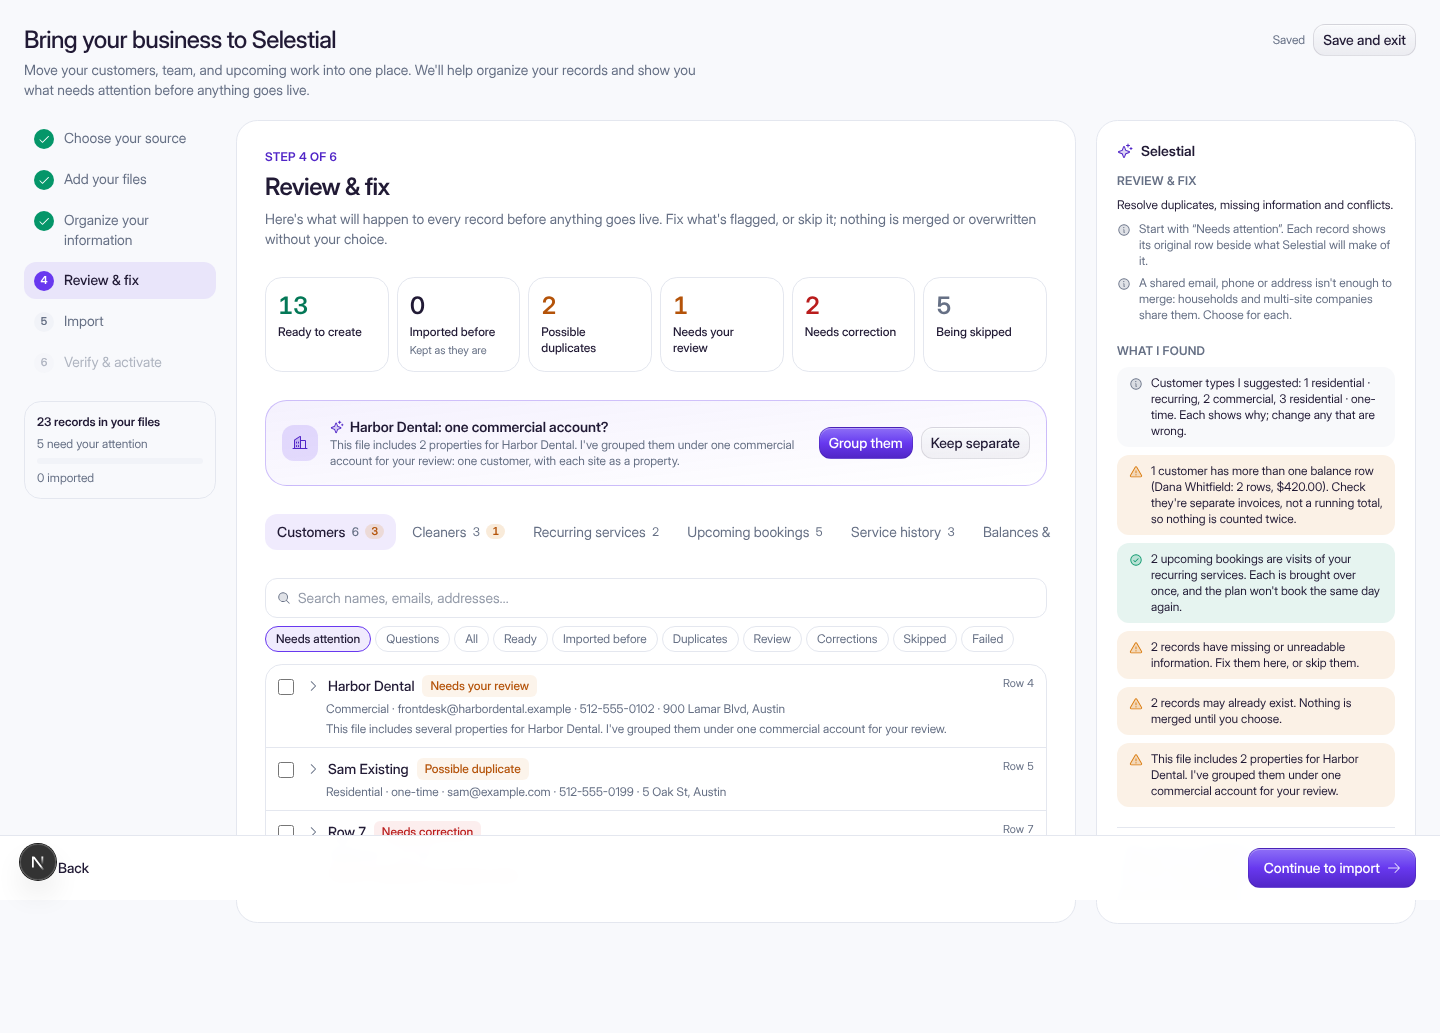 Bring your business to Selestial
Saved
Save and exit
Move your customers, team, and upcoming work into one place. We'll help organize your records and show you
what needs attention before anything goes live.
Choose your source
Add your files
Organize your
information
4 Review & fix
5 Import
6 Verify & activate
23 records in your files
5 need your attention
0 imported
STEP 4 OF 6
Review & fix
Here's what will happen to every record before anything goes live. Fix what's flagged, or skip it; nothing is merged or overwritten
without your choice.
13
Ready to create
0
Imported before
Kept as they are
2
Possible
duplicates
1
Needs your
review
2
Needs correction
5
Being skipped
Harbor Dental: one commercial account?
This file includes 2 properties for Harbor Dental. I've grouped them under one commercial
account for your review: one customer, with each site as a property.
Group them
Keep separate
Customers 6 3
Cleaners 3 1
Recurring services 2
Upcoming bookings 5
Service history 3
Balances &
Search names, emails, addresses...
Needs attention
Questions
All
Ready
Imported before
Duplicates
Review
Corrections
Skipped
Failed
Harbor Dental Needs your review Row 4
Commercial · frontdesk@harbordental.example · 512-555-0102 · 900 Lamar Blvd, Austin
This file includes several properties for Harbor Dental. I've grouped them under one commercial account for your review.
Sam Existing Possible duplicate Row 5
Residential · one-time · sam@example.com · 512-555-0199 · 5 Oak St, Austin
Row 7 Needs correction Row 7
Selestial
REVIEW & FIX
Resolve duplicates, missing information and conflicts.
Start with "Needs attention". Each record shows
its original row beside what Selestial will make of
it.
A shared email, phone or address isn't enough to
merge: households and multi-site companies
share them. Choose for each.
WHAT I FOUND
Customer types I suggested: 1 residential ·
recurring, 2 commercial, 3 residential · one-
time. Each shows why; change any that are
wrong.
1 customer has more than one balance row
(Dana Whitfield: 2 rows, $420.00). Check
they're separate invoices, not a running total,
so nothing is counted twice.
2 upcoming bookings are visits of your
recurring services. Each is brought over
once, and the plan won't book the same day
again.
2 records have missing or unreadable
information. Fix them here, or skip them.
2 records may already exist. Nothing is
merged until you choose.
This file includes 2 properties for Harbor
Dental. I've grouped them under one
commercial account for your review.
N
Back
Continue to import